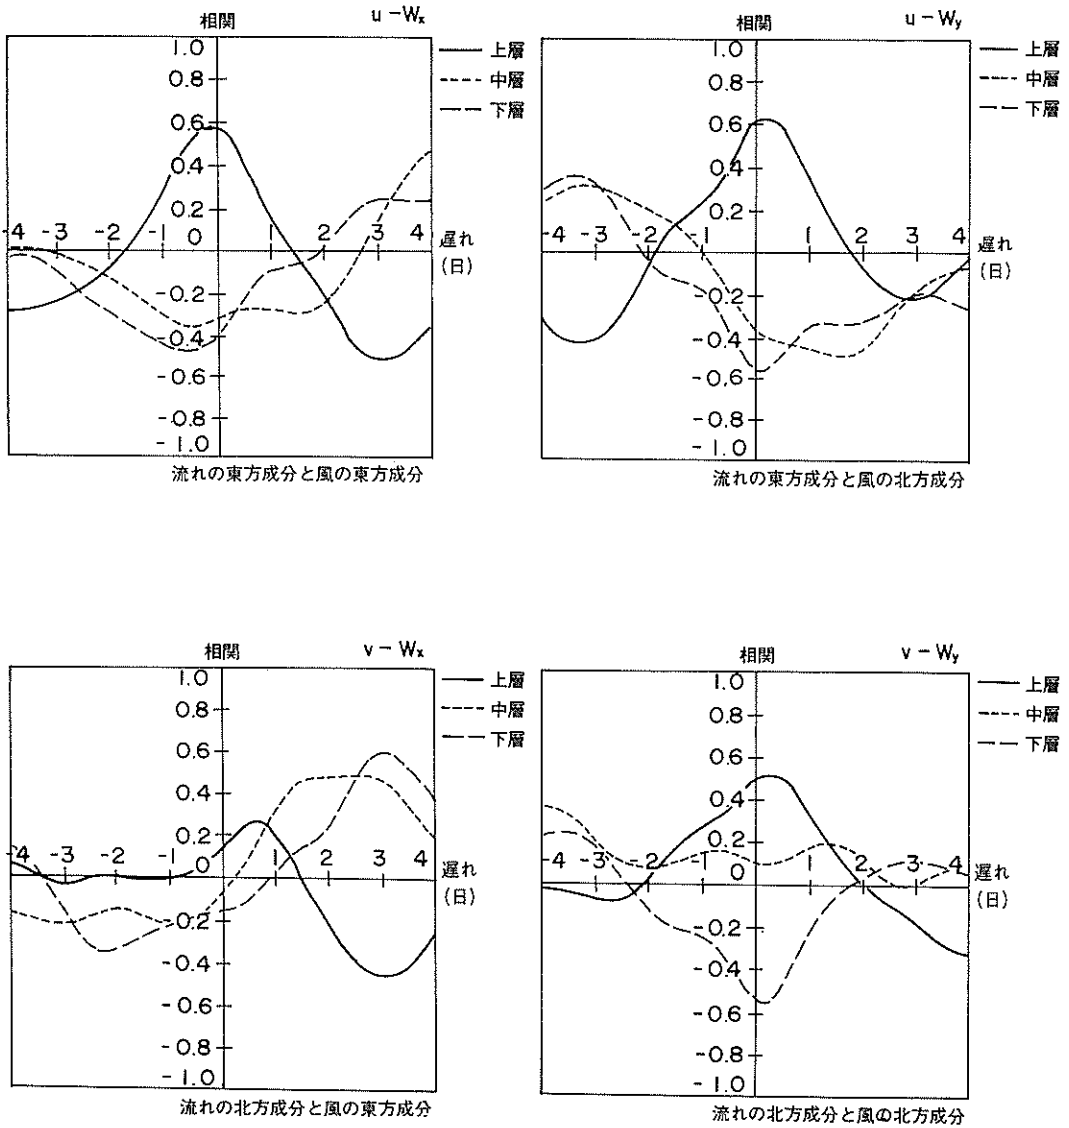 相関
u-Wx
1.0
上層
0.8
中層
0.6
下層
0.4
0.2
-4 -3 -2 -1 0 1 2 3 4
遅れ
(日)
-0.2
-0.4
-0.6
-0.8
-1.0
流れの東方成分と風の東方成分
相関
u-Wy
1.0
上層
0.8
中層
0.6
下層
0.4
0.2
-4 -3 -2 -1 0 1 2 3 4
遅れ
(日)
-0.2
-0.4
-0.6
-0.8
-1.0
流れの東方成分と風の北方成分
相関
v-Wx
1.0
上層
0.8
中層
0.6
下層
0.4
0.2
-4 -3 -2 -1 0 1 2 3 4
遅れ
(日)
-0.2
-0.4
-0.6
-0.8
-1.0
流れの北方成分と風の東方成分
相関
v-Wy
1.0
上層
0.8
中層
0.6
下層
0.4
0.2
-4 -3 -2 -1 0 1 2 3 4
遅れ
(日)
-0.2
-0.4
-0.6
-0.8
-1.0
流れの北方成分と風の北方成分